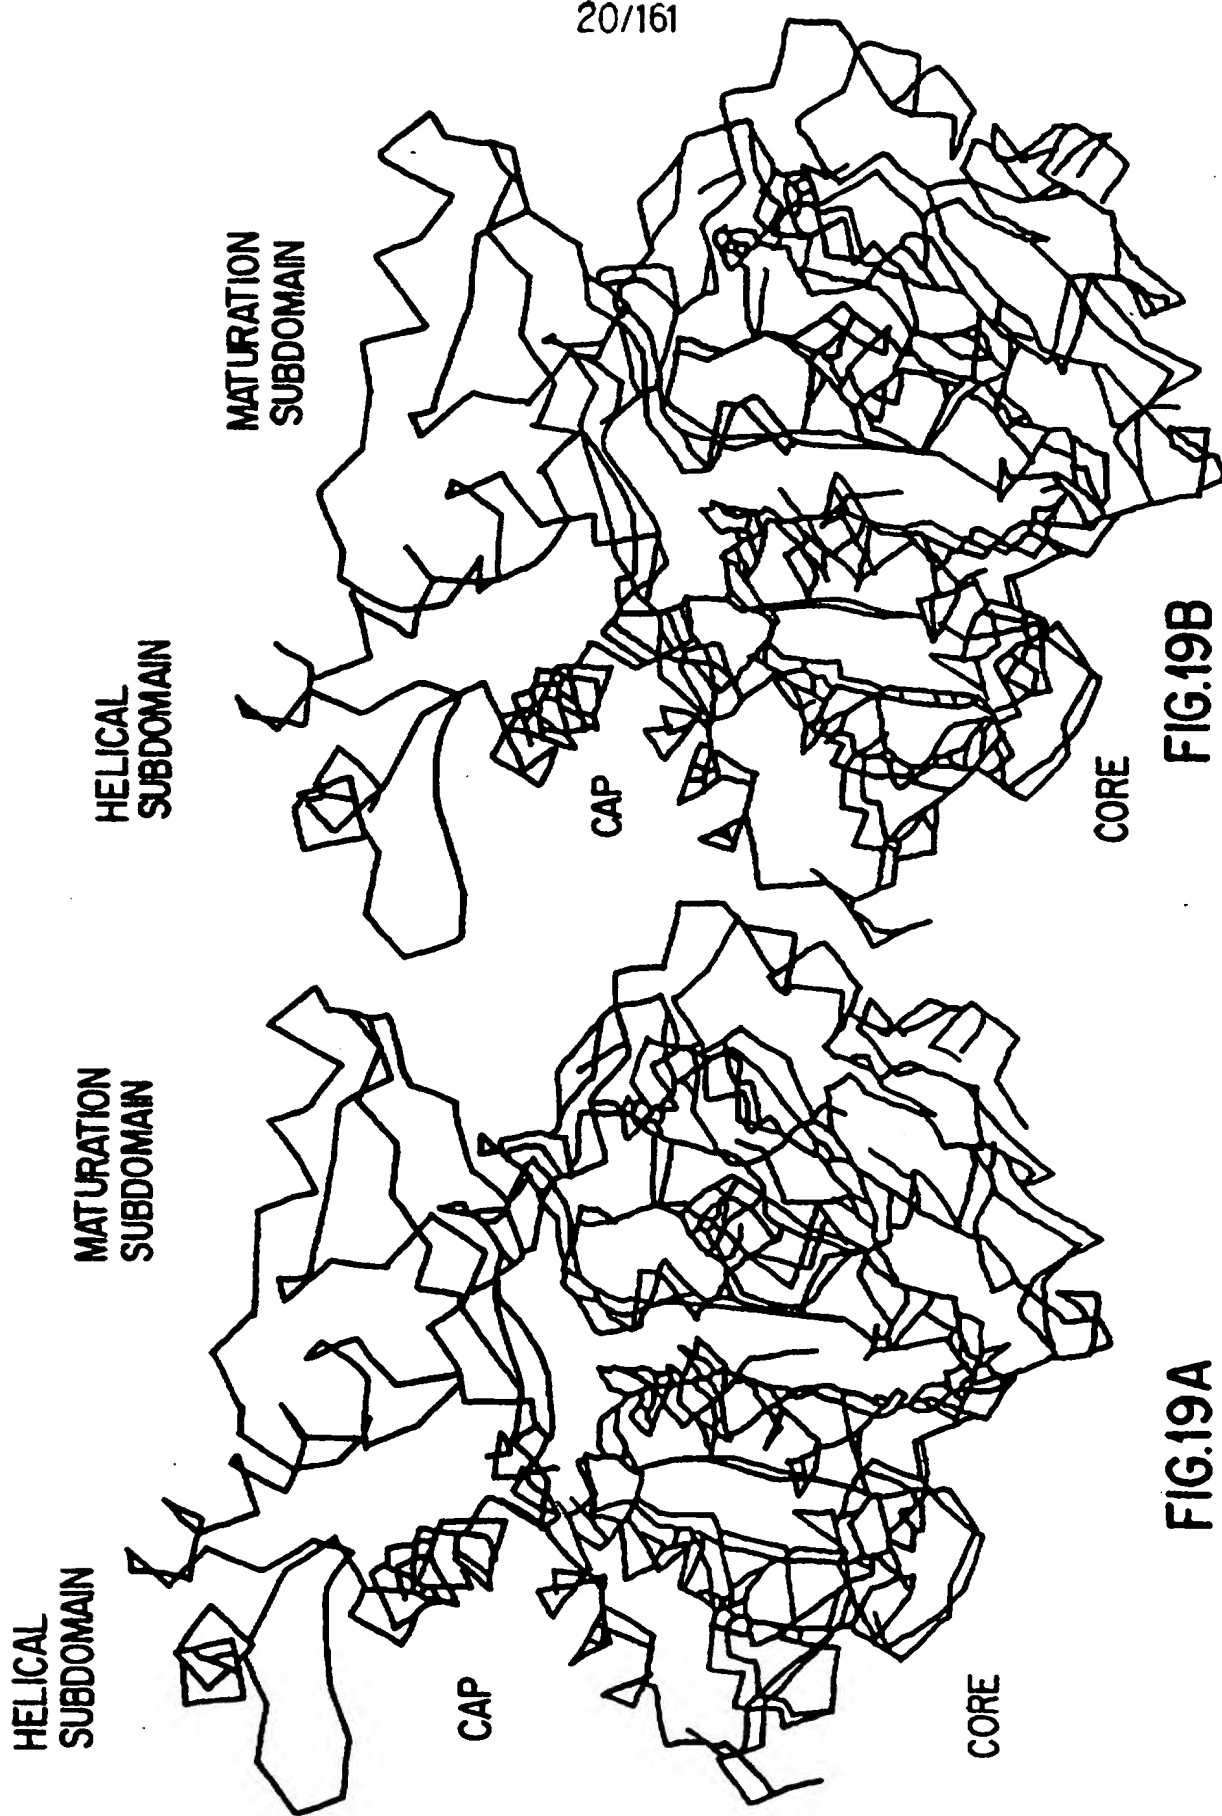 20/161
HELICAL
SUBDOMAIN
MATURATION
SUBDOMAIN
CAP
CORE
FIG.19A
HELICAL
SUBDOMAIN
MATURATION
SUBDOMAIN
CAP
CORE
FIG.19B